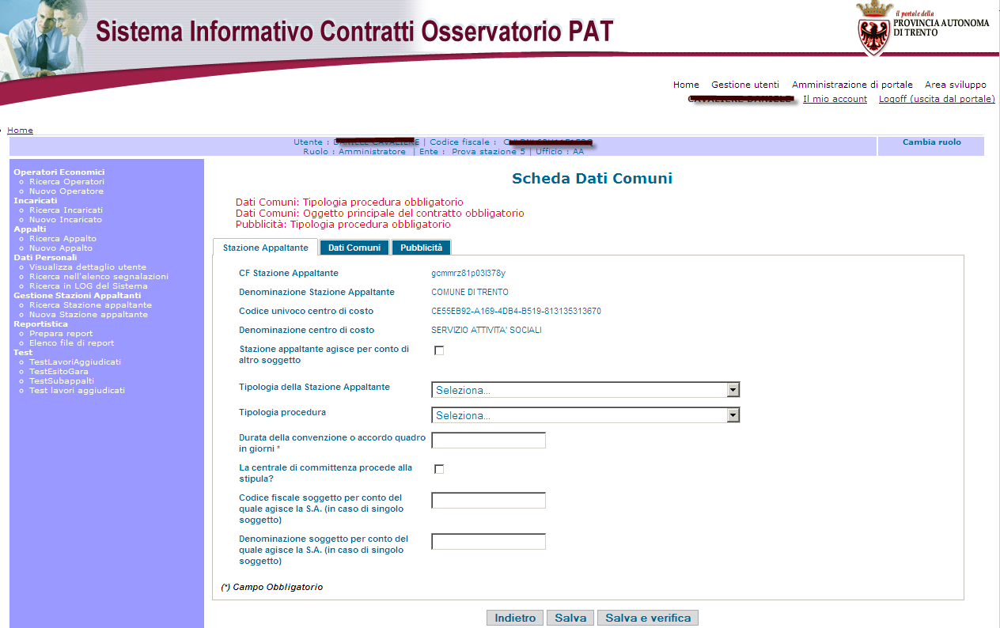 Sistema Informativo Contratti Osservatorio PAT
il portale della
PROVINCIA AUTONOMA
DI TRENTO
Home Gestione utenti Amministrazione di portale Area sviluppo
Il mio account Logoff (uscita dal portale)
Home
Utente : | Codice fiscale :
Ruolo : Amministratore | Ente : Prova stazione 5 | Ufficio : AA
Cambia ruolo
Operatori Economici
Ricerca Operatori
Nuovo Operatore
Incaricati
Ricerca Incaricati
Nuovo Incaricato
Appalti
Ricerca Appalto
Nuovo Appalto
Dati Personali
Visualizza dettaglio utente
Ricerca nell'elenco segnalazioni
Ricerca in LOG del Sistema
Gestione Stazioni Appaltanti
Ricerca Stazione appaltante
Nuova Stazione appaltante
Reportistica
Prepara report
Elenco file di report
Test
TestLavoriAggiudicati
TestEsitoGara
TestSubappalti
Test lavori aggiudicati
Scheda Dati Comuni
Dati Comuni: Tipologia procedura obbligatorio
Dati Comuni: Oggetto principale del contratto obbligatorio
Pubblicità: Tipologia procedura obbligatorio
Stazione Appaltante Dati Comuni Pubblicità
CF Stazione Appaltante gcmmrz81p03l378y
Denominazione Stazione Appaltante COMUNE DI TRENTO
Codice univoco centro di costo CE55EB92-A169-4DB4-B519-813135313670
Denominazione centro di costo SERVIZIO ATTIVITA' SOCIALI
Stazione appaltante agisce per conto di
altro soggetto
Tipologia della Stazione Appaltante Seleziona...
Tipologia procedura Seleziona...
Durata della convenzione o accordo quadro
in giorni *
La centrale di committenza procede alla
stipula?
Codice fiscale soggetto per conto del
quale agisce la S.A. (in caso di singolo
soggetto)
Denominazione soggetto per conto del
quale agisce la S.A. (in caso di singolo
soggetto)
(*) Campo Obbligatorio
Indietro Salva Salva e verifica